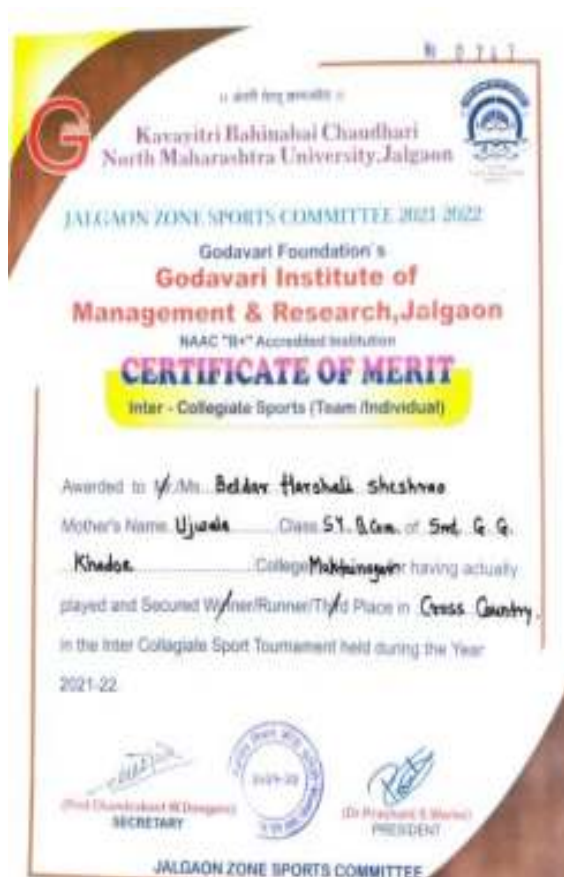 № 0767
G
|| अंतरी पेटवू ज्ञानज्योत ||
Kavayitri Bahinabai Chaudhari
North Maharashtra University,Jalgaon
JALGAON ZONE SPORTS COMMITTEE 2021-2022
Godavari Foundation's
Godavari Institute of
Management & Research,Jalgaon
NAAC "B+" Accredited Institution
CERTIFICATE OF MERIT
Inter - Collegiate Sports (Team /Individual)
Awarded to Mr./Ms. Beldar Harshali Sheshrao
Mother's Name Ujwala Class S.Y. B.Com. of Smt. G. G.
Khadse College Muktainagar having actually
played and Secured Winner/Runner/Third Place in Cross Country.
in the Inter Collagiate Sport Tournament held during the Year
2021-22
2021-22
SECRETARY
PRESIDENT
JALGAON ZONE SPORTS COMMITTEE